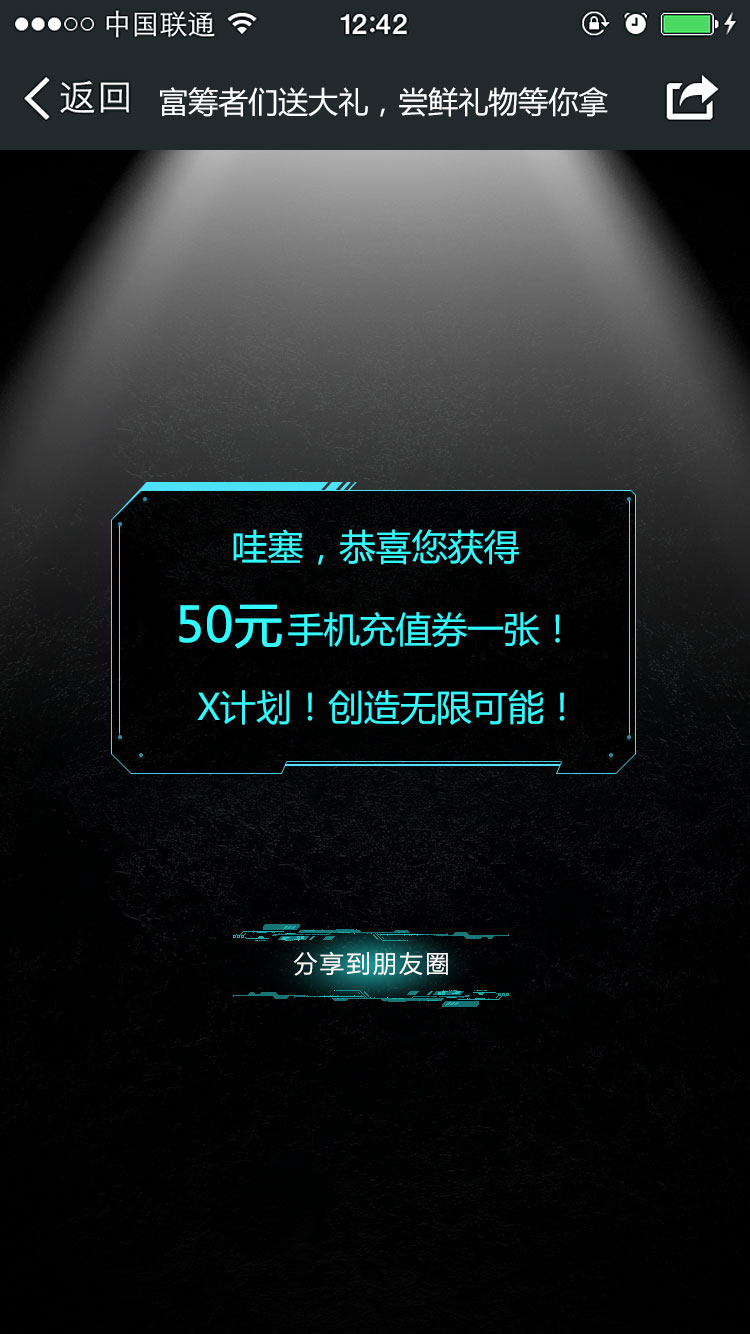 中国联通 12:42
返回 富筹者们送大礼，尝鲜礼物等你拿
哇塞，恭喜您获得
50元手机充值券一张！
X计划！创造无限可能！
分享到朋友圈